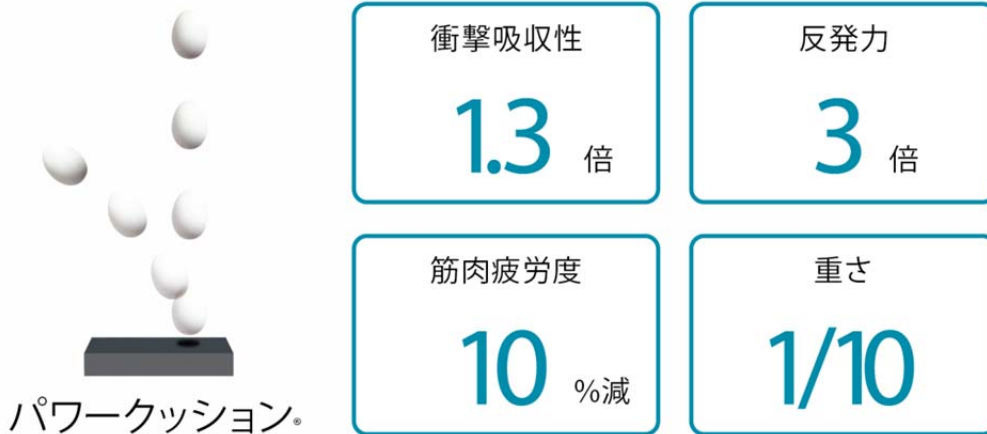 衝撃吸収性
1.3 倍
反発力
3 倍
筋肉疲労度
10 %減
重さ
1/10
パワークッション®